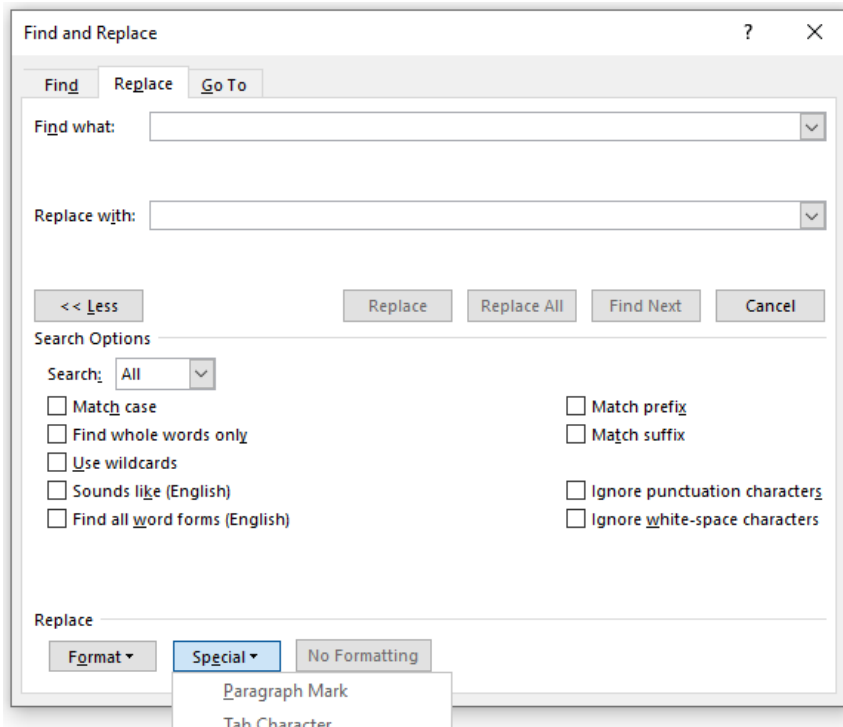 Find and Replace ?
Find Replace Go To
Find what:
Replace with:
<< Less Replace Replace All Find Next Cancel
Search Options
Search: All
Match case Match prefix
Find whole words only Match suffix
Use wildcards
Sounds like (English) Ignore punctuation characters
Find all word forms (English) Ignore white-space characters
Replace
Format Special No Formatting
Paragraph Mark
Tab Character